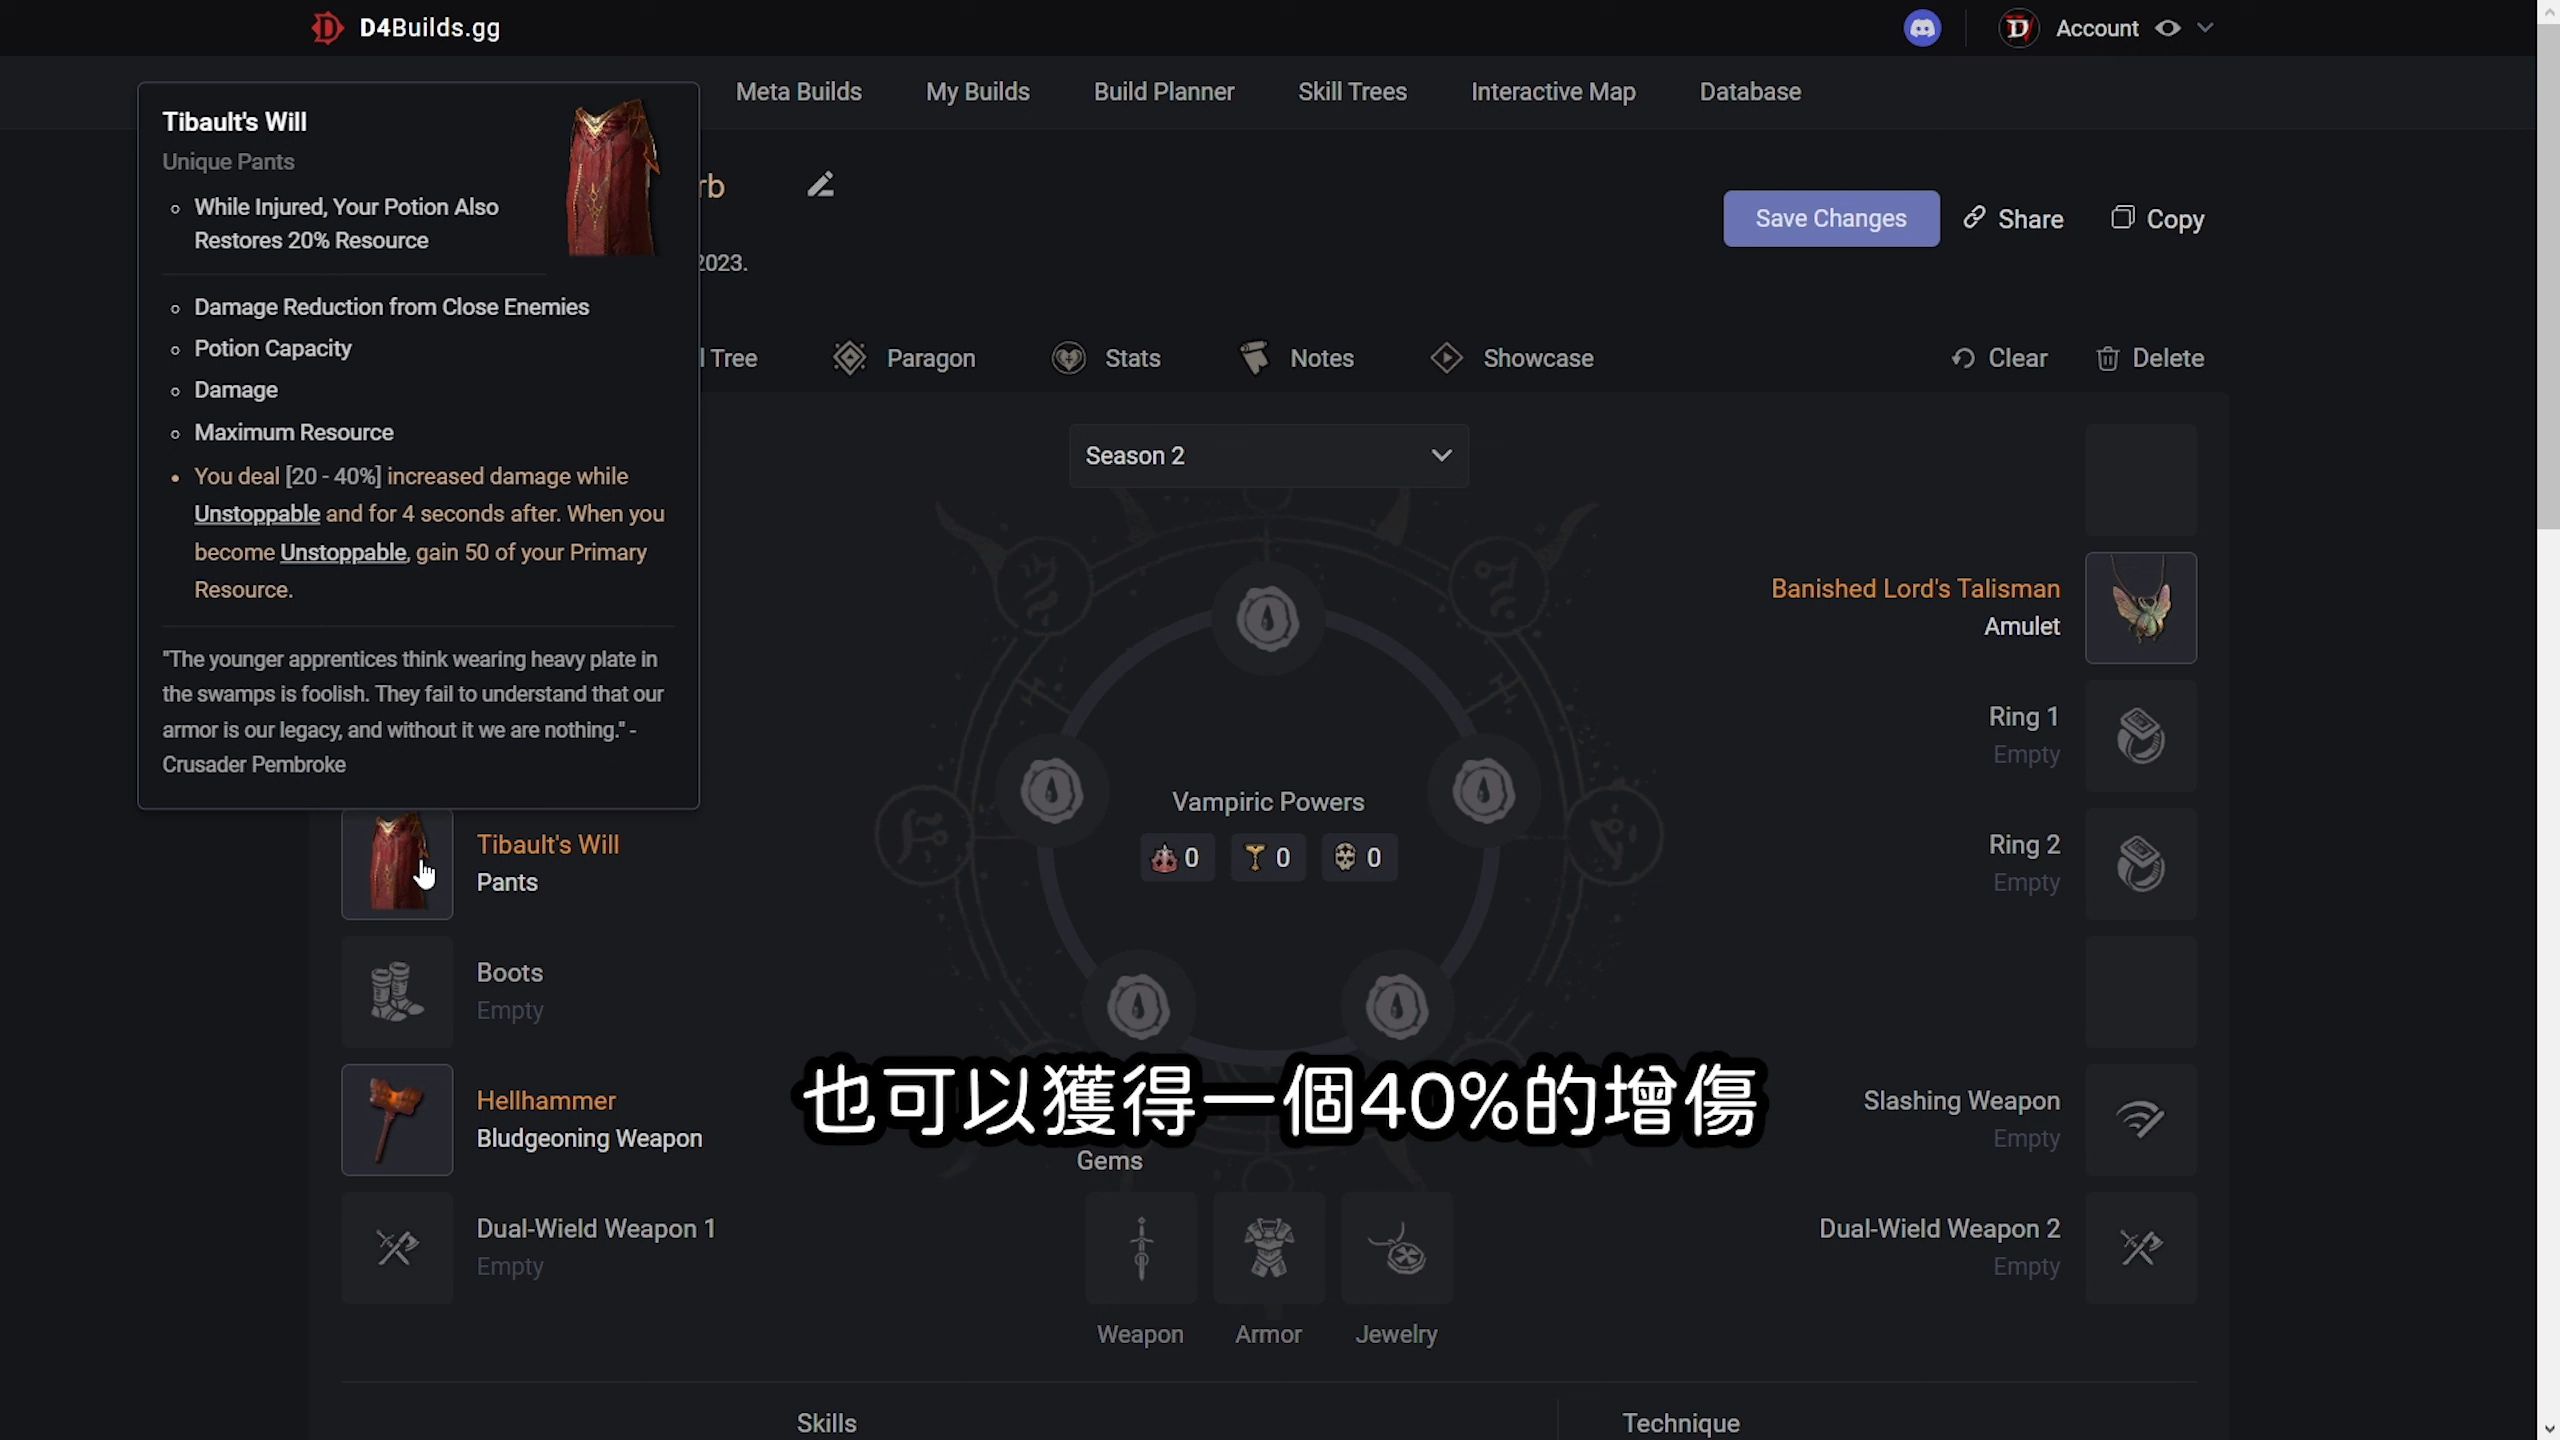 D4Builds.gg
Account
Meta Builds
My Builds
Build Planner
Skill Trees
Interactive Map
Database
Tibault's Will
Unique Pants
While Injured, Your Potion Also
Restores 20% Resource
Damage Reduction from Close Enemies
Potion Capacity
Damage
Maximum Resource
You deal [20 - 40%] increased damage while
Unstoppable and for 4 seconds after. When you
become Unstoppable, gain 50 of your Primary
Resource.
"The younger apprentices think wearing heavy plate in
the swamps is foolish. They fail to understand that our
armor is our legacy, and without it we are nothing." -
Crusader Pembroke
rb
2023.
Save Changes
Share
Copy
l Tree
Paragon
Stats
Notes
Showcase
Clear
Delete
Season 2
Banished Lord's Talisman
Amulet
Ring 1
Empty
Vampiric Powers
0
0
0
Tibault's Will
Pants
Ring 2
Empty
Boots
Empty
Hellhammer
Bludgeoning Weapon
也可以獲得一個40%的增傷
Slashing Weapon
Empty
Gems
Dual-Wield Weapon 1
Empty
Dual-Wield Weapon 2
Empty
Weapon
Armor
Jewelry
Skills
Technique